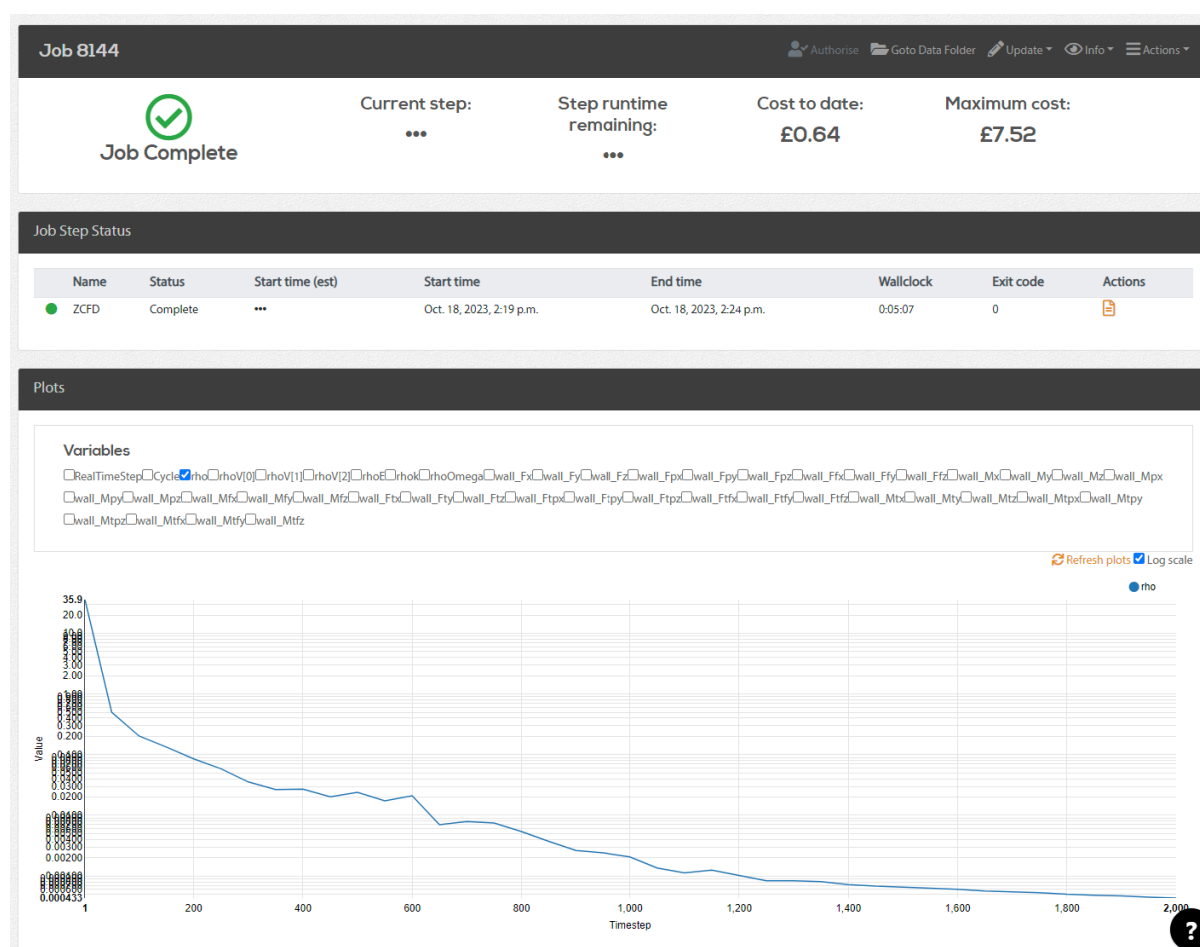 Job 8144
Authorise Goto Data Folder Update Info Actions
Job Complete
Current step:
•••
Step runtime
remaining:
•••
Cost to date:
£0.64
Maximum cost:
£7.52
Job Step Status
Name Status Start time (est) Start time End time Wallclock Exit code Actions
ZCFD Complete ••• Oct. 18, 2023, 2:19 p.m. Oct. 18, 2023, 2:24 p.m. 0:05:07 0
Plots
Variables
RealTimeStep Cycle rho rhoV[0] rhoV[1] rhoV[2] rhoE rhok rhoOmega wall_Fx wall_Fy wall_Fz wall_Fpx wall_Fpy wall_Fpz wall_Ffx wall_Ffy wall_Ffz wall_Mx wall_My wall_Mz wall_Mpx
wall_Mpy wall_Mpz wall_Mfx wall_Mfy wall_Mfz wall_Ftx wall_Fty wall_Ftz wall_Ftpx wall_Ftpy wall_Ftpz wall_Ftfx wall_Ftfy wall_Ftfz wall_Mtx wall_Mty wall_Mtz wall_Mtpx wall_Mtpy
wall_Mtpz wall_Mtfx wall_Mtfy wall_Mtfz
Refresh plots Log scale
rho
35.9
20.0
10.0
3.00
2.00
0.300
0.200
0.0300
0.0200
0.00300
0.00200
0.000433
Value
1 200 400 600 800 1,000 1,200 1,400 1,600 1,800 2,000
Timestep
?